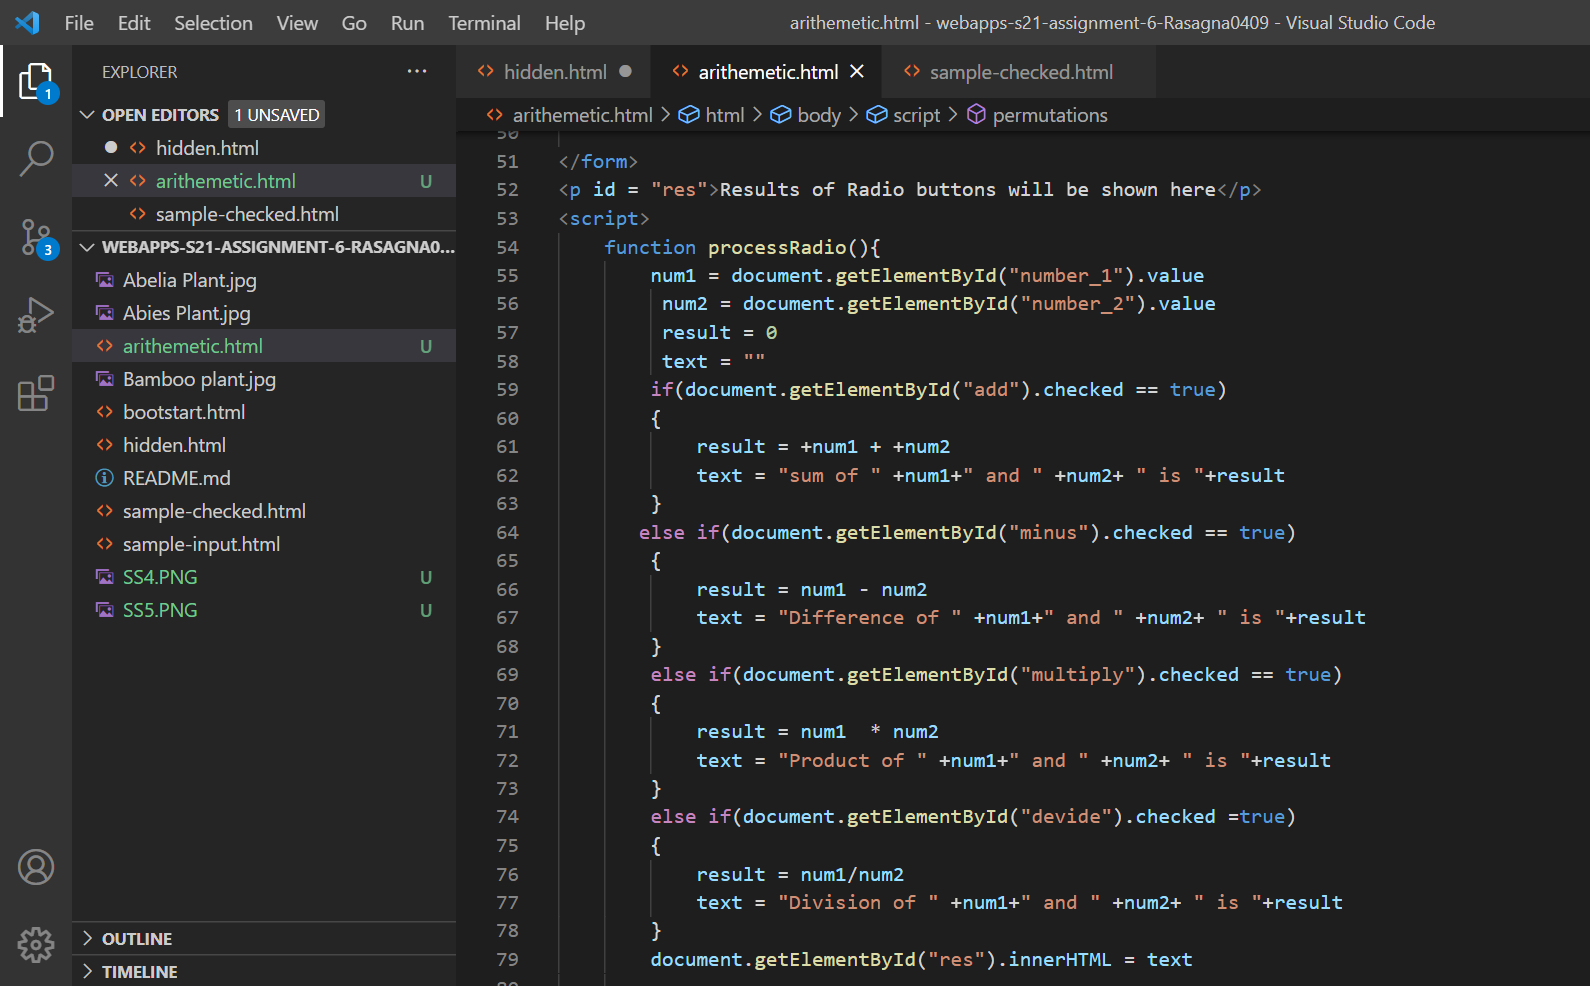 File Edit Selection View Go Run Terminal Help arithemetic.html - webapps-s21-assignment-6-Rasagna0409 - Visual Studio Code
EXPLORER ...
OPEN EDITORS 1 UNSAVED
hidden.html
arithemetic.html U
sample-checked.html
WEBAPPS-S21-ASSIGNMENT-6-RASAGNA0...
Abelia Plant.jpg
Abies Plant.jpg
arithemetic.html U
Bamboo plant.jpg
bootstart.html
hidden.html
README.md
sample-checked.html
sample-input.html
SS4.PNG U
SS5.PNG U
OUTLINE
TIMELINE
1
3
hidden.html arithemetic.html sample-checked.html
arithemetic.html > html > body > script > permutations
50
51 </form>
52 <p id = "res">Results of Radio buttons will be shown here</p>
53 <script>
54 function processRadio(){
55 num1 = document.getElementById("number_1").value
56 num2 = document.getElementById("number_2").value
57 result = 0
58 text = ""
59 if(document.getElementById("add").checked == true)
60 {
61 result = +num1 + +num2
62 text = "sum of " +num1+" and " +num2+ " is "+result
63 }
64 else if(document.getElementById("minus").checked == true)
65 {
66 result = num1 - num2
67 text = "Difference of " +num1+" and " +num2+ " is "+result
68 }
69 else if(document.getElementById("multiply").checked == true)
70 {
71 result = num1  * num2
72 text = "Product of " +num1+" and " +num2+ " is "+result
73 }
74 else if(document.getElementById("devide").checked =true)
75 {
76 result = num1/num2
77 text = "Division of " +num1+" and " +num2+ " is "+result
78 }
79 document.getElementById("res").innerHTML = text